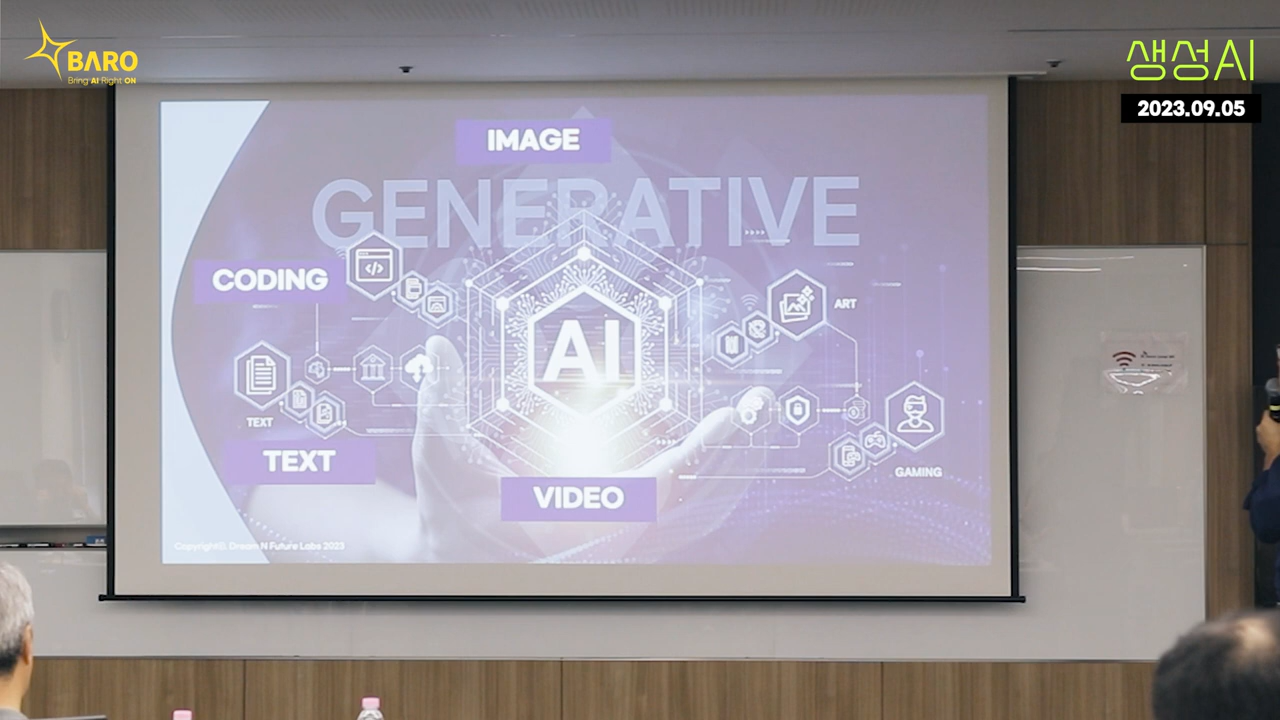 BARO
Bring AI Right ON
생성AI
2023.09.05
IMAGE
GENERATIVE
CODING
AI
ART
TEXT
TEXT
VIDEO
GAMING
Copyrightⓒ. Dream N Future Labs 2023